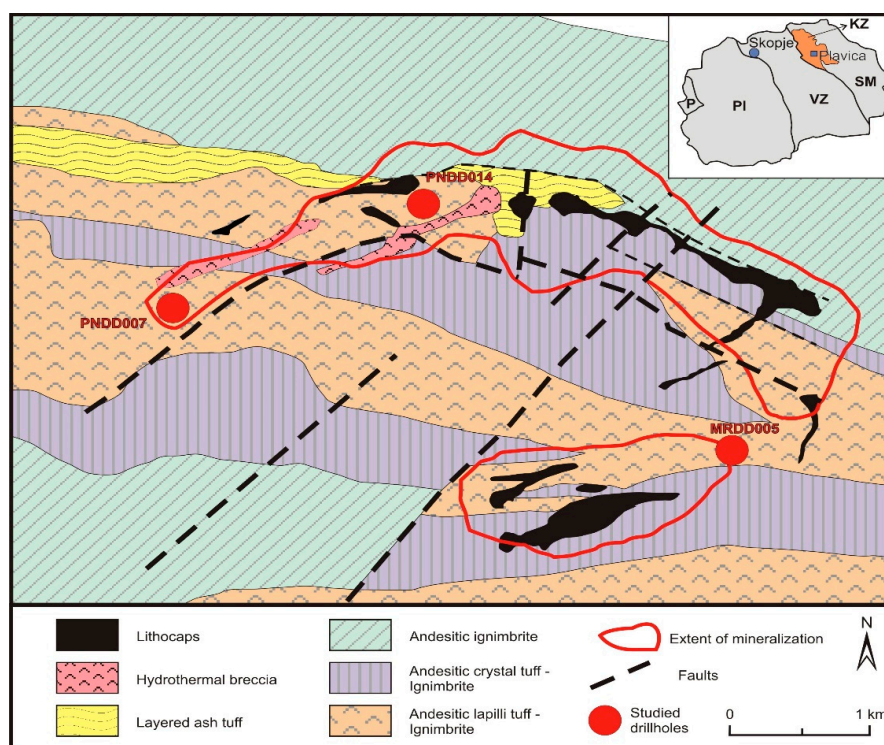 KZ
Skopje
Plavica
SM
P
PI
VZ
PNDD014
PNDD007
MRDD005
Lithocaps
Hydrothermal breccia
Layered ash tuff
Andesitic ignimbrite
Andesitic crystal tuff -
Ignimbrite
Andesitic lapilli tuff -
Ignimbrite
Extent of mineralization
Faults
Studied
drillholes
N
0
1 km